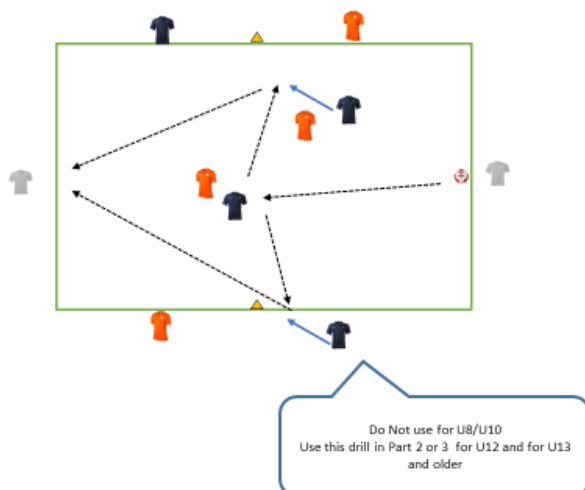 Do Not use for U8/U10
Use this drill in Part 2 or 3 for U12 and for U13
and older